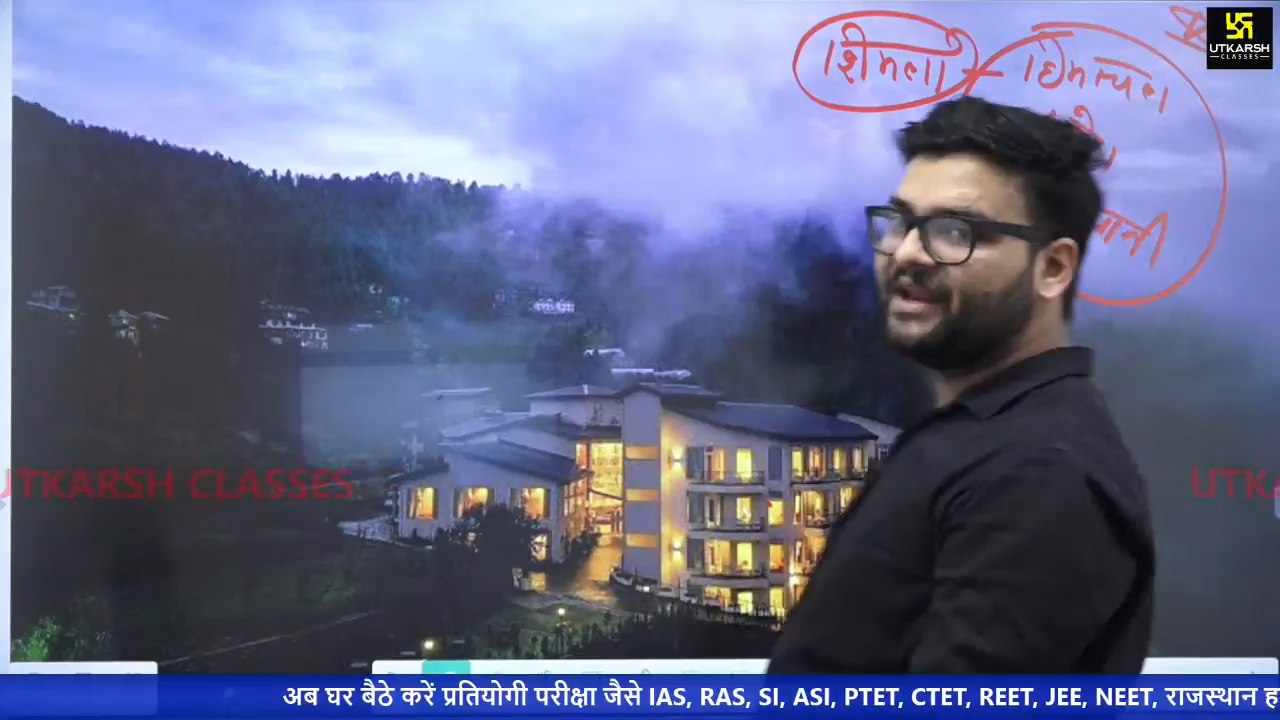 शिमला - हिमाचल
UTKARSH
CLASSES
UTKARSH CLASSES
अब घर बैठे करें प्रतियोगी परीक्षा जैसे IAS, RAS, SI, ASI, PTET, CTET, REET, JEE, NEET, राजस्थान